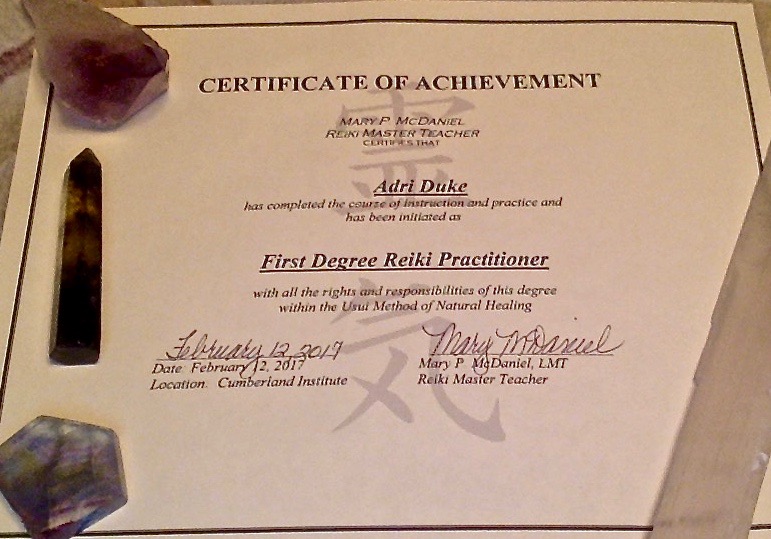 CERTIFICATE OF ACHIEVEMENT
MARY P. MCDANIEL
REIKI MASTER TEACHER
CERTIFIES THAT
Adri Duke
has completed the course of instruction and practice and
has been initiated as
First Degree Reiki Practitioner
with all the rights and responsibilities of this degree
within the Usui Method of Natural Healing
February 12, 2017
Mary McDaniel
Date: February 12, 2017
Mary P. McDaniel, LMT
Location: Cumberland Institute
Reiki Master Teacher
靈
气